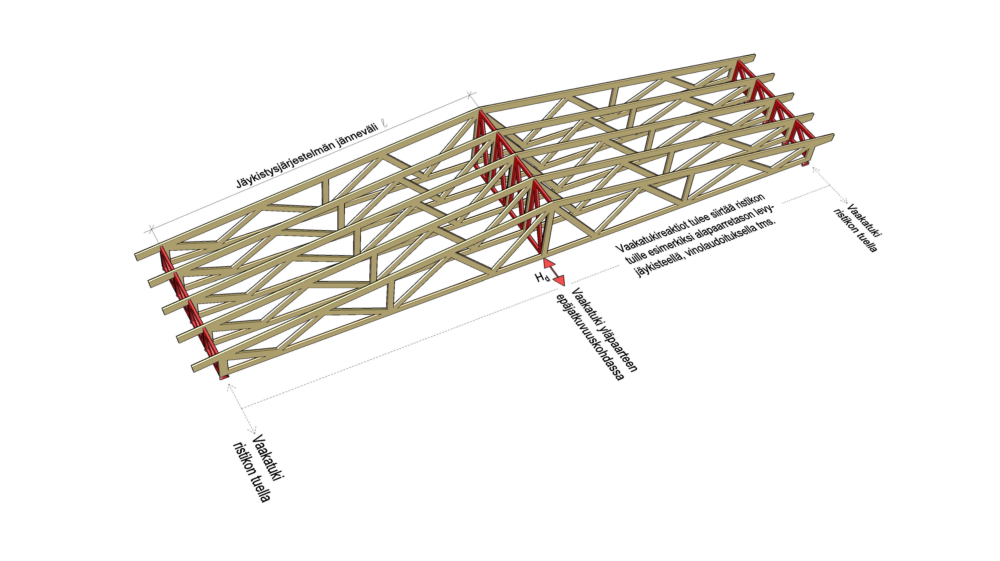 Jäykistysjärjestelmän jänneväli ℓ
Vaakatukireaktiot tulee siirtää ristikon
tuille esimerkiksi alapaarretason levy-
jäykisteellä, vinolaudoituksella tms.
Vaakatuki
ristikon tuella
H_d
Vaakatuki yläpaarteen
epäjatkuvuuskohdassa
Vaakatuki
ristikon tuella